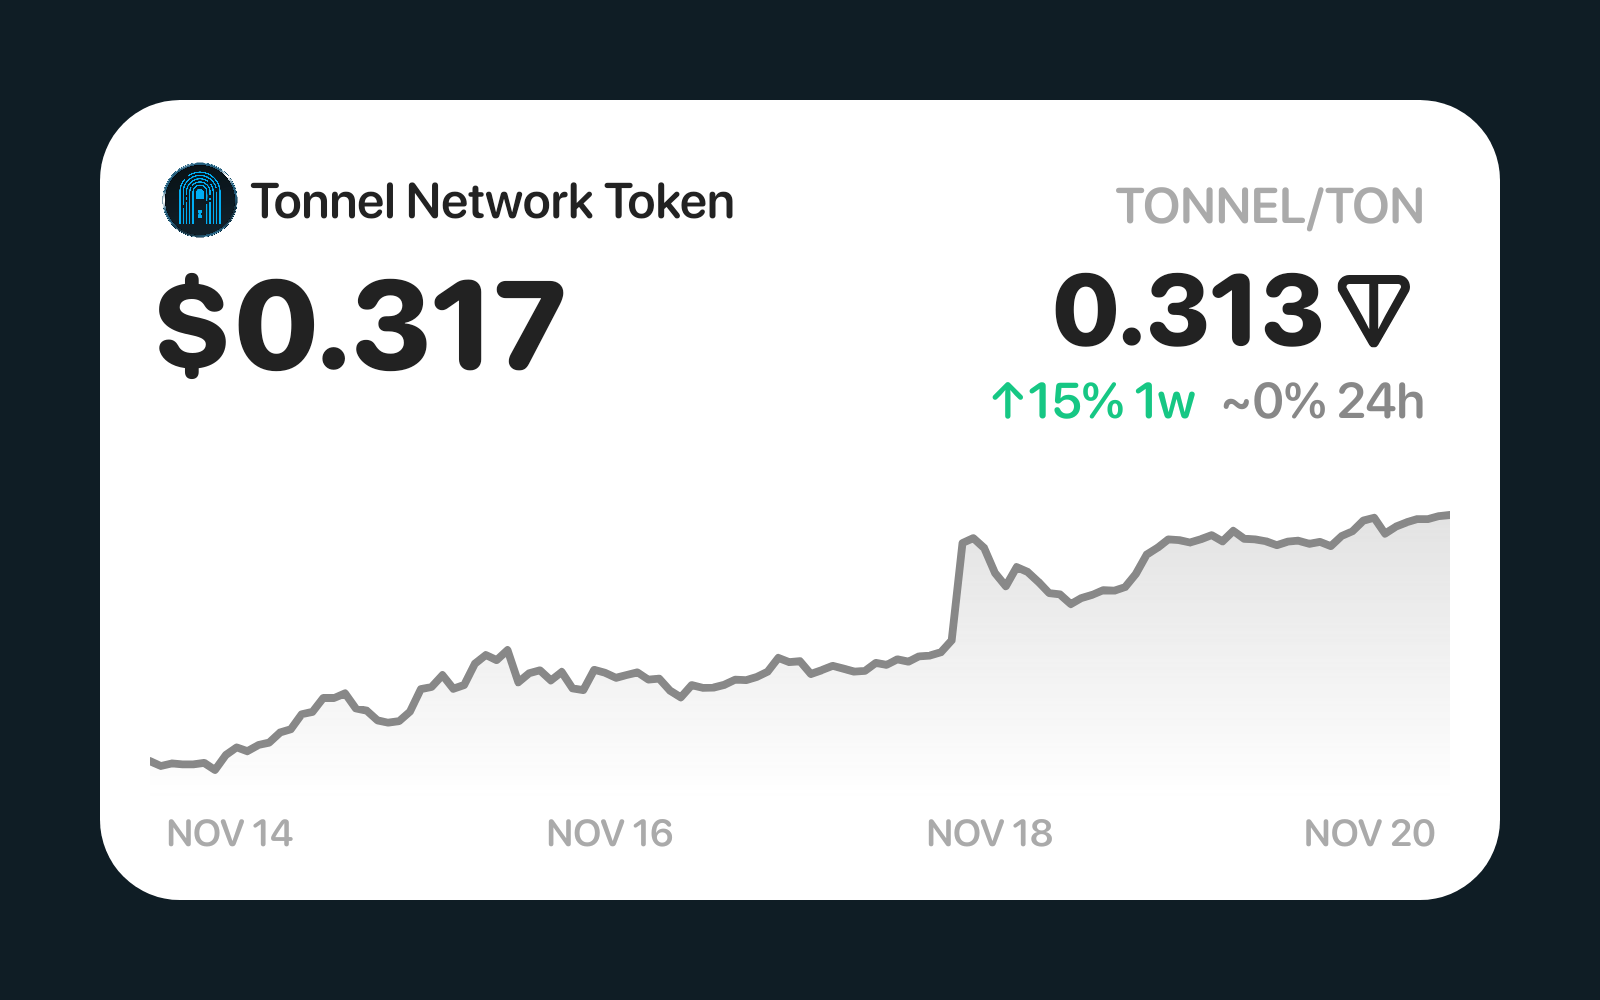 Tonnel Network Token
TONNEL/TON
$0.317
0.313
↑15% 1w ~0% 24h
NOV 14 NOV 16 NOV 18 NOV 20